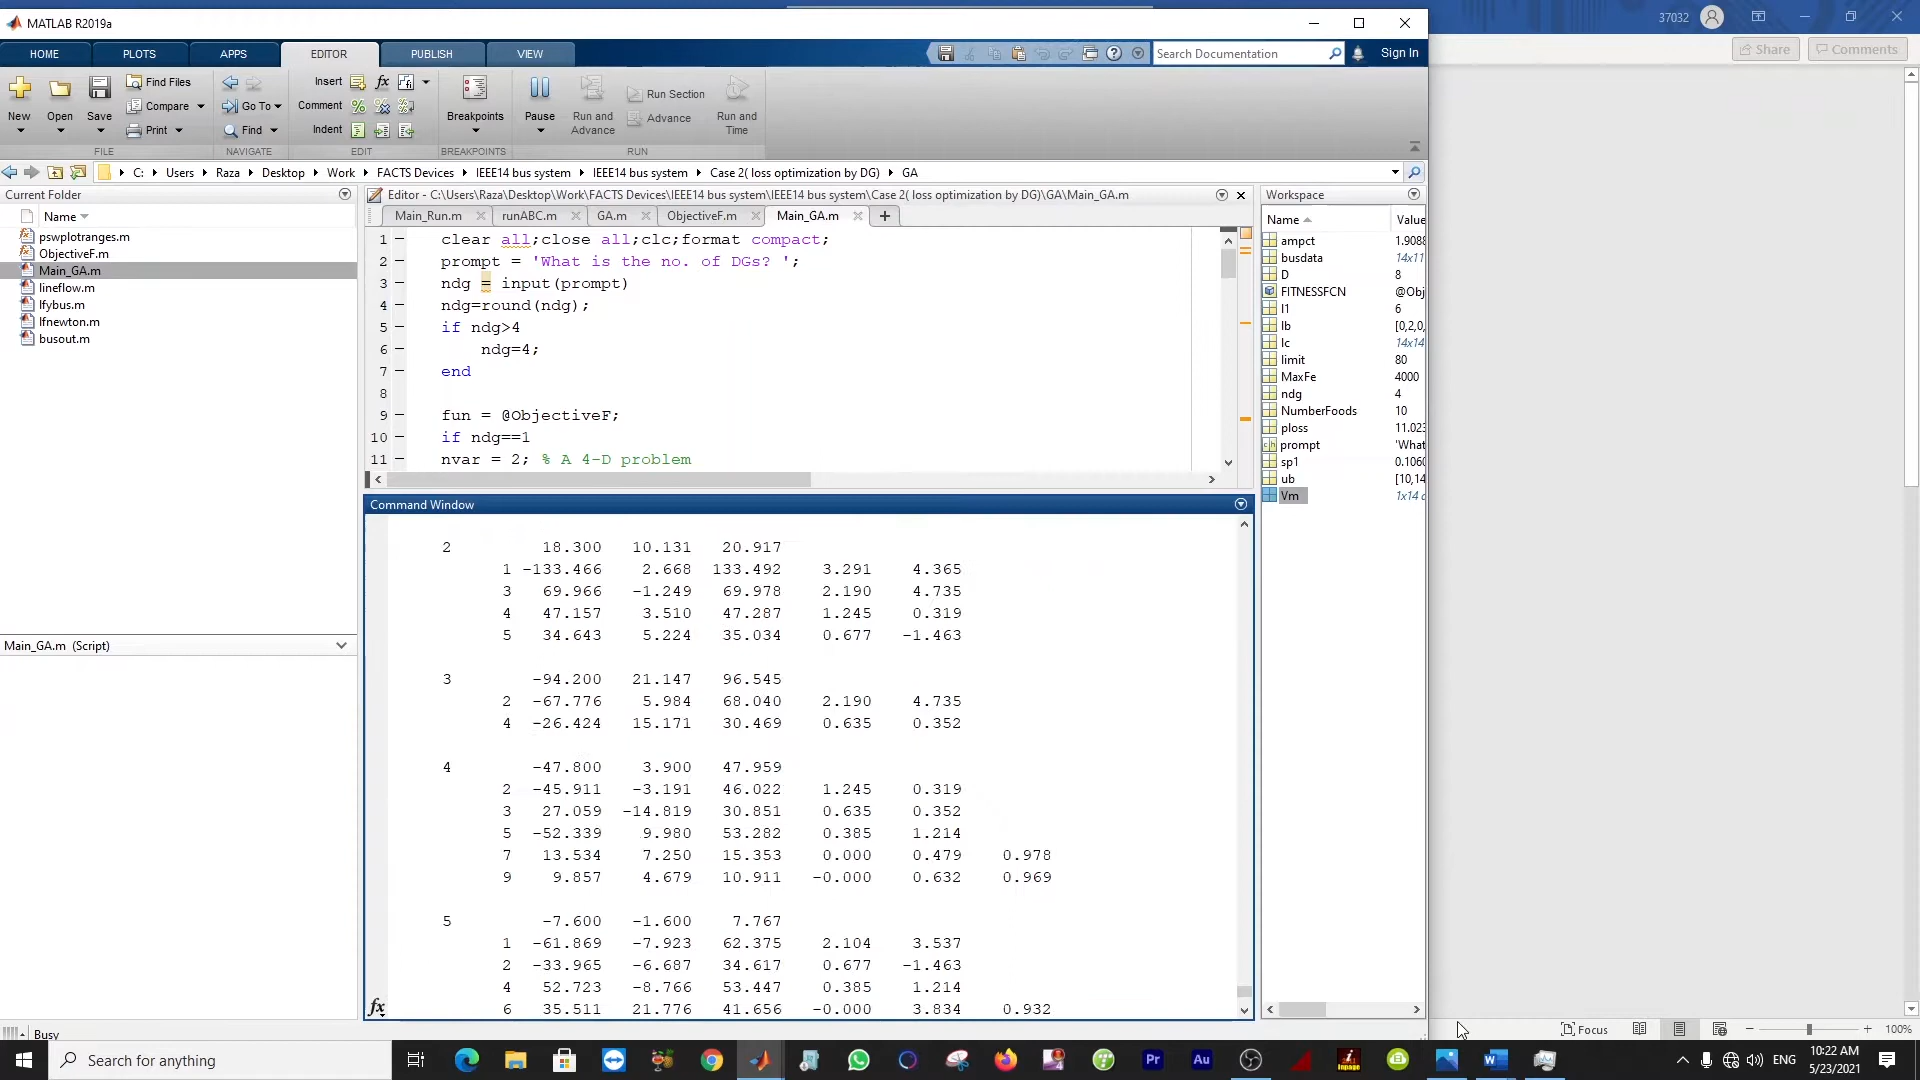 MATLAB R2019a
37032
HOME PLOTS APPS EDITOR PUBLISH VIEW
Search Documentation
Sign In
Share Comments
New Open Save
Find Files
Compare
Print
Go To
Find
Insert fx
Comment
Indent
Breakpoints
Pause
Run and Advance
Run Section
Advance
Run and Time
FILE NAVIGATE EDIT BREAKPOINTS RUN
C: Users Raza Desktop Work FACTS Devices IEEE14 bus system IEEE14 bus system Case 2( loss optimization by DG) GA
Current Folder
Name
pswplotranges.m
ObjectiveF.m
Main_GA.m
lineflow.m
lfybus.m
lfnewton.m
busout.m
Main_GA.m (Script)
Editor - C:\Users\Raza\Desktop\Work\FACTS Devices\IEEE14 bus system\IEEE14 bus system\Case 2( loss optimization by DG)\GA\Main_GA.m
Main_Run.m runABC.m GA.m ObjectiveF.m Main_GA.m
1 clear all;close all;clc;format compact;
2 prompt = 'What is the no. of DGs? ';
3 ndg = input(prompt)
4 ndg=round(ndg);
5 if ndg>4
6 ndg=4;
7 end
8
9 fun = @ObjectiveF;
10 if ndg==1
11 nvar = 2; % A 4-D problem
Command Window
2 18.300 10.131 20.917
1 -133.466 2.668 133.492 3.291 4.365
3 69.966 -1.249 69.978 2.190 4.735
4 47.157 3.510 47.287 1.245 0.319
5 34.643 5.224 35.034 0.677 -1.463
3 -94.200 21.147 96.545
2 -67.776 5.984 68.040 2.190 4.735
4 -26.424 15.171 30.469 0.635 0.352
4 -47.800 3.900 47.959
2 -45.911 -3.191 46.022 1.245 0.319
3 27.059 -14.819 30.851 0.635 0.352
5 -52.339 9.980 53.282 0.385 1.214
7 13.534 7.250 15.353 0.000 0.479 0.978
9 9.857 4.679 10.911 -0.000 0.632 0.969
5 -7.600 -1.600 7.767
1 -61.869 -7.923 62.375 2.104 3.537
2 -33.965 -6.687 34.617 0.677 -1.463
4 52.723 -8.766 53.447 0.385 1.214
6 35.511 21.776 41.656 -0.000 3.834 0.932
fx
Workspace
Name Value
ampct 1.9088
busdata 14x11
D 8
FITNESSFCN @Obj
l1 6
lb [0,2,0,
lc 14x14
limit 80
MaxFe 4000
ndg 4
NumberFoods 10
ploss 11.023
prompt 'What
sp1 0.1060
ub [10,14
Vm 1x14
Busy
Focus 100%
Search for anything
Pr Au
ENG
10:22 AM
5/23/2021